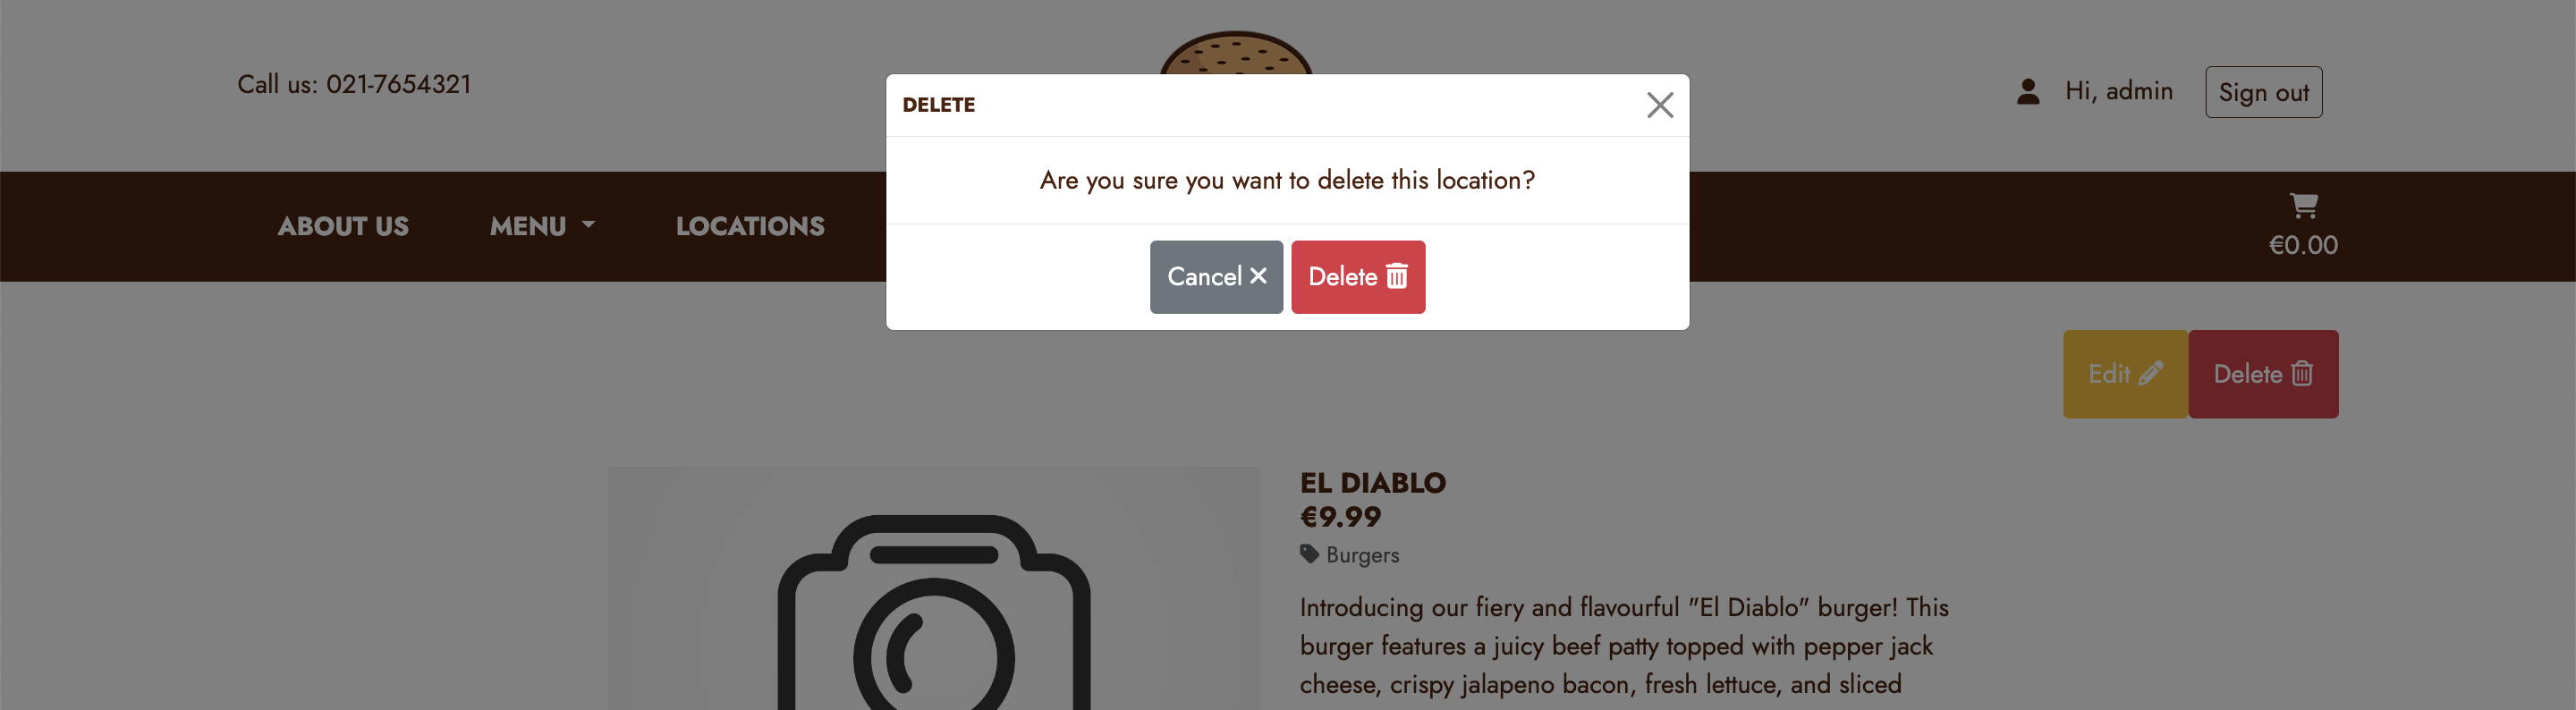 Call us: 021-7654321
Hi, admin
Sign out
DELETE
Are you sure you want to delete this location?
Cancel
Delete
ABOUT US
MENU
LOCATIONS
€0.00
Edit
Delete
EL DIABLO
€9.99
Burgers
Introducing our fiery and flavourful "El Diablo" burger! This
burger features a juicy beef patty topped with pepper jack
cheese, crispy jalapeno bacon, fresh lettuce, and sliced